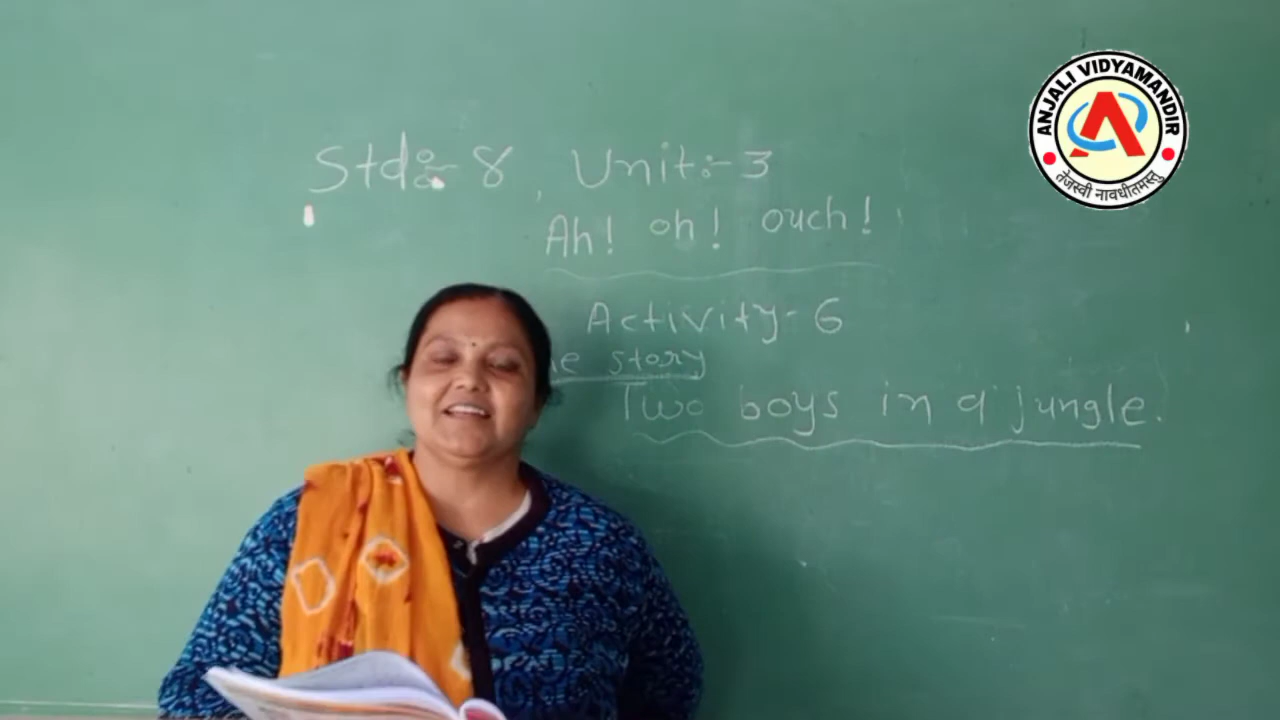 Std:- 8, Unit:- 3
Ah! oh! ouch!
Activity- 6
story
Two boys in a jungle.
ANJALI VIDYAMANDIR
तेजस्वी नावधीतमस्तु